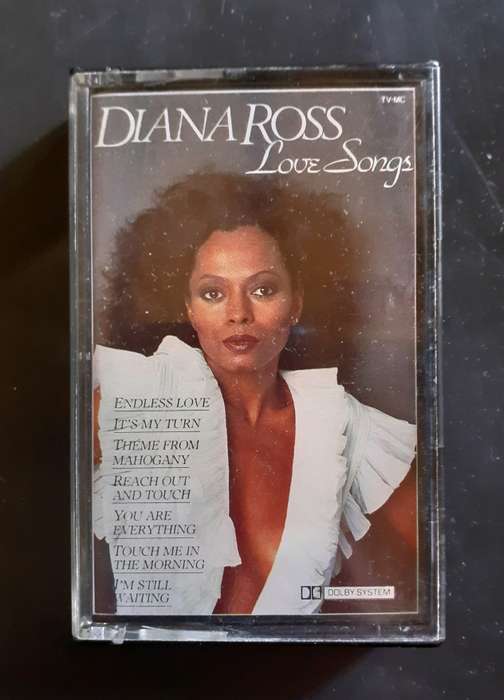 TV-MC
DIANA ROSS
Love Songs
ENDLESS LOVE
IT'S MY TURN
THEME FROM
MAHOGANY
REACH OUT
AND TOUCH
YOU ARE
EVERYTHING
TOUCH ME IN
THE MORNING
I'M STILL
WAITING
DOLBY SYSTEM